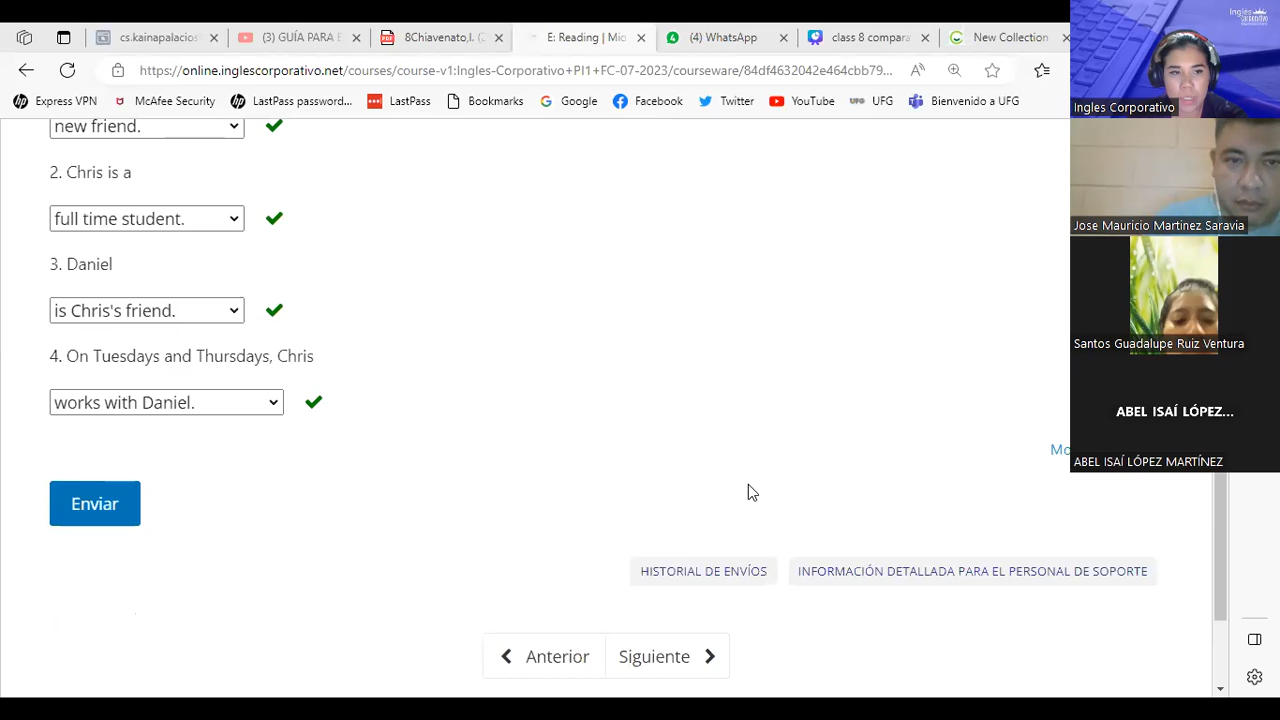 cs.kainapalacios
(3) GUÍA PARA E
8Chiavenato,I. (2
E: Reading | Mic
(4) WhatsApp
class 8 compara
New Collection
https://online.inglescorporativo.net/courses/course-v1:Ingles-Corporativo+PI1+FC-07-2023/courseware/84df4632042e464cbb79...
Express VPN
McAfee Security
LastPass password...
LastPass
Bookmarks
Google
Facebook
Twitter
YouTube
UFG
Bienvenido a UFG
new friend.
2. Chris is a
full time student.
3. Daniel
is Chris's friend.
4. On Tuesdays and Thursdays, Chris
works with Daniel.
Mo
Enviar
HISTORIAL DE ENVÍOS
INFORMACIÓN DETALLADA PARA EL PERSONAL DE SOPORTE
Anterior
Siguiente
Ingles
CORPORATIVO
Ingles Corporativo
Jose Mauricio Martinez Saravia
Santos Guadalupe Ruiz Ventura
ABEL ISAÍ LÓPEZ...
ABEL ISAÍ LÓPEZ MARTÍNEZ